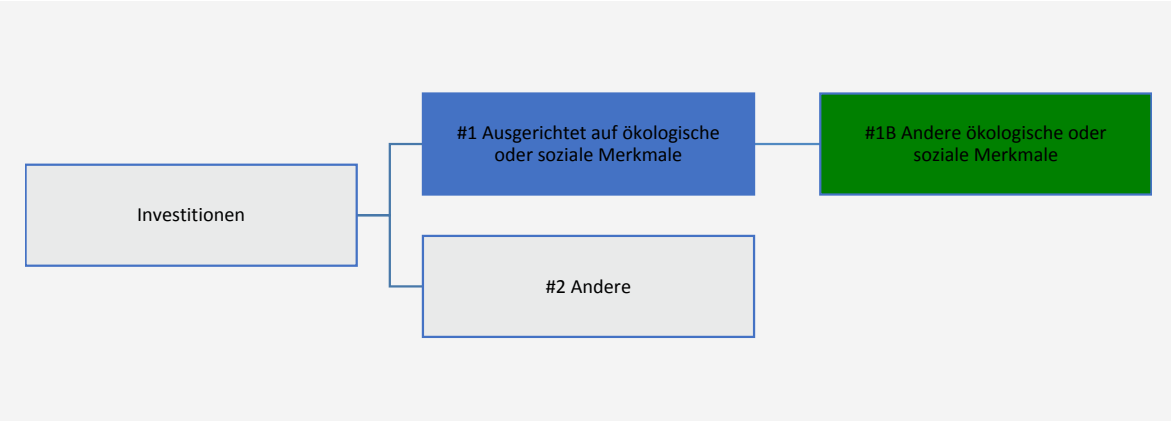 #1 Ausgerichtet auf ökologische
oder soziale Merkmale
#1B Andere ökologische oder
soziale Merkmale
Investitionen
#2 Andere